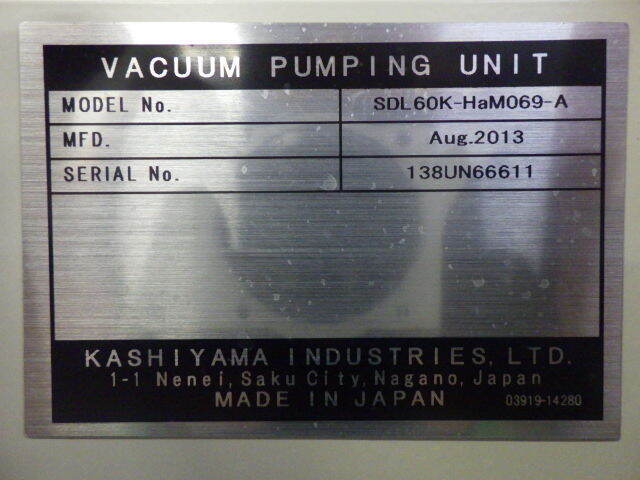 VACUUM PUMPING UNIT
MODEL No. SDL60K-HaM069-A
MFD. Aug.2013
SERIAL No. 138UN66611
KASHIYAMA INDUSTRIES, LTD.
1-1 Nenei, Saku City, Nagano, Japan
MADE IN JAPAN 03919-14280